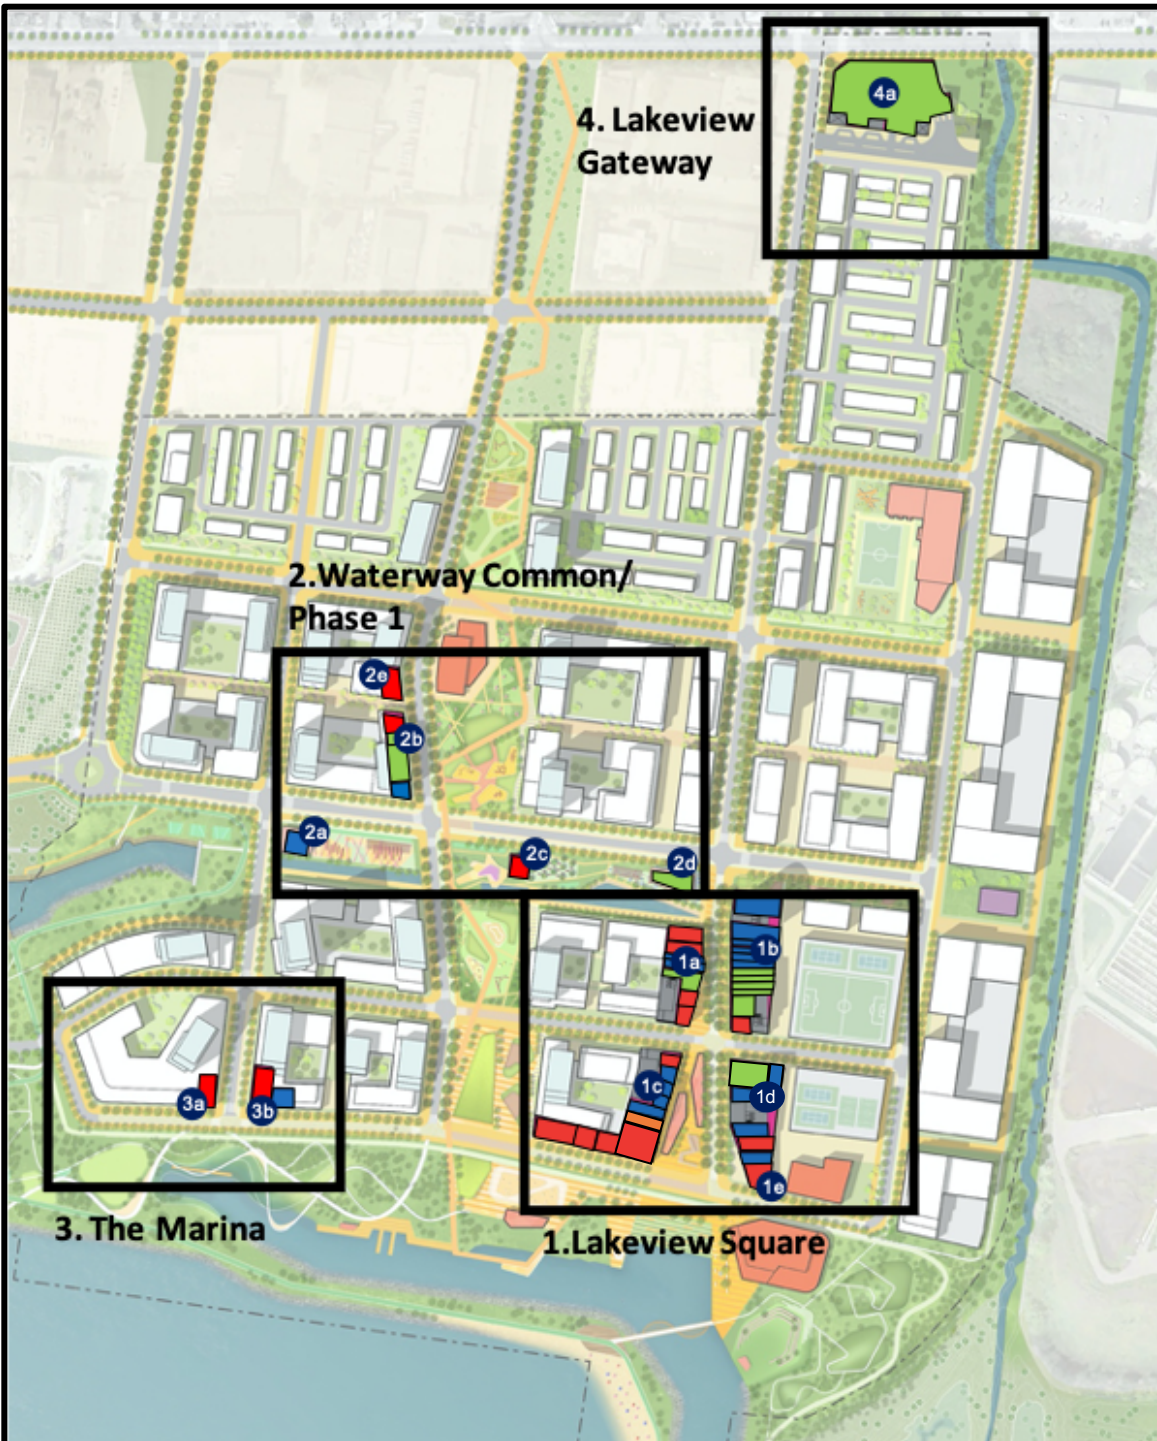 4a
4. Lakeview
Gateway
2.Waterway Common/
Phase 1
2e
2b
2a
2c
2d
1a
1b
1c
1d
1e
3a
3b
3. The Marina
1.Lakeview Square